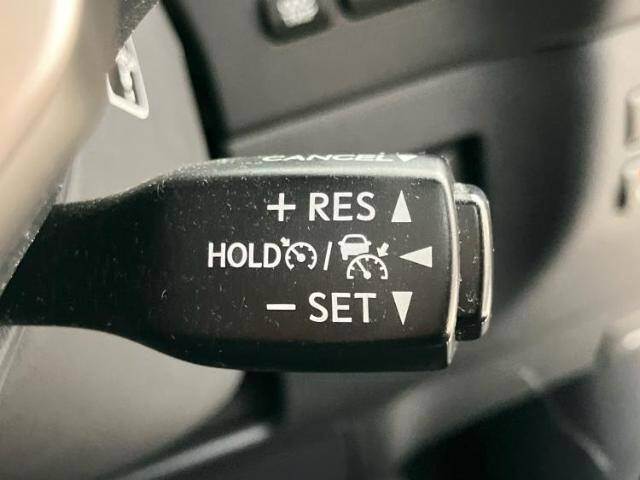 CANCEL▼
+ RES ▲
HOLD / ◀
− SET ▼